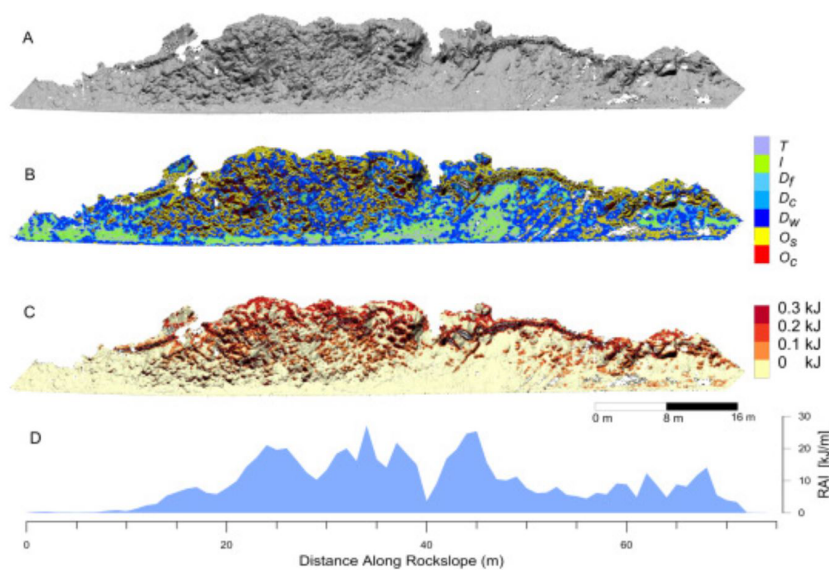 A
B
T
I
Df
Dc
Dw
Os
Oc
C
0.3 kJ
0.2 kJ
0.1 kJ
0 kJ
0 m 8 m 16 m
D
30
20
10
0
RAI [kJ/m]
0 20 40 60
Distance Along Rockslope (m)